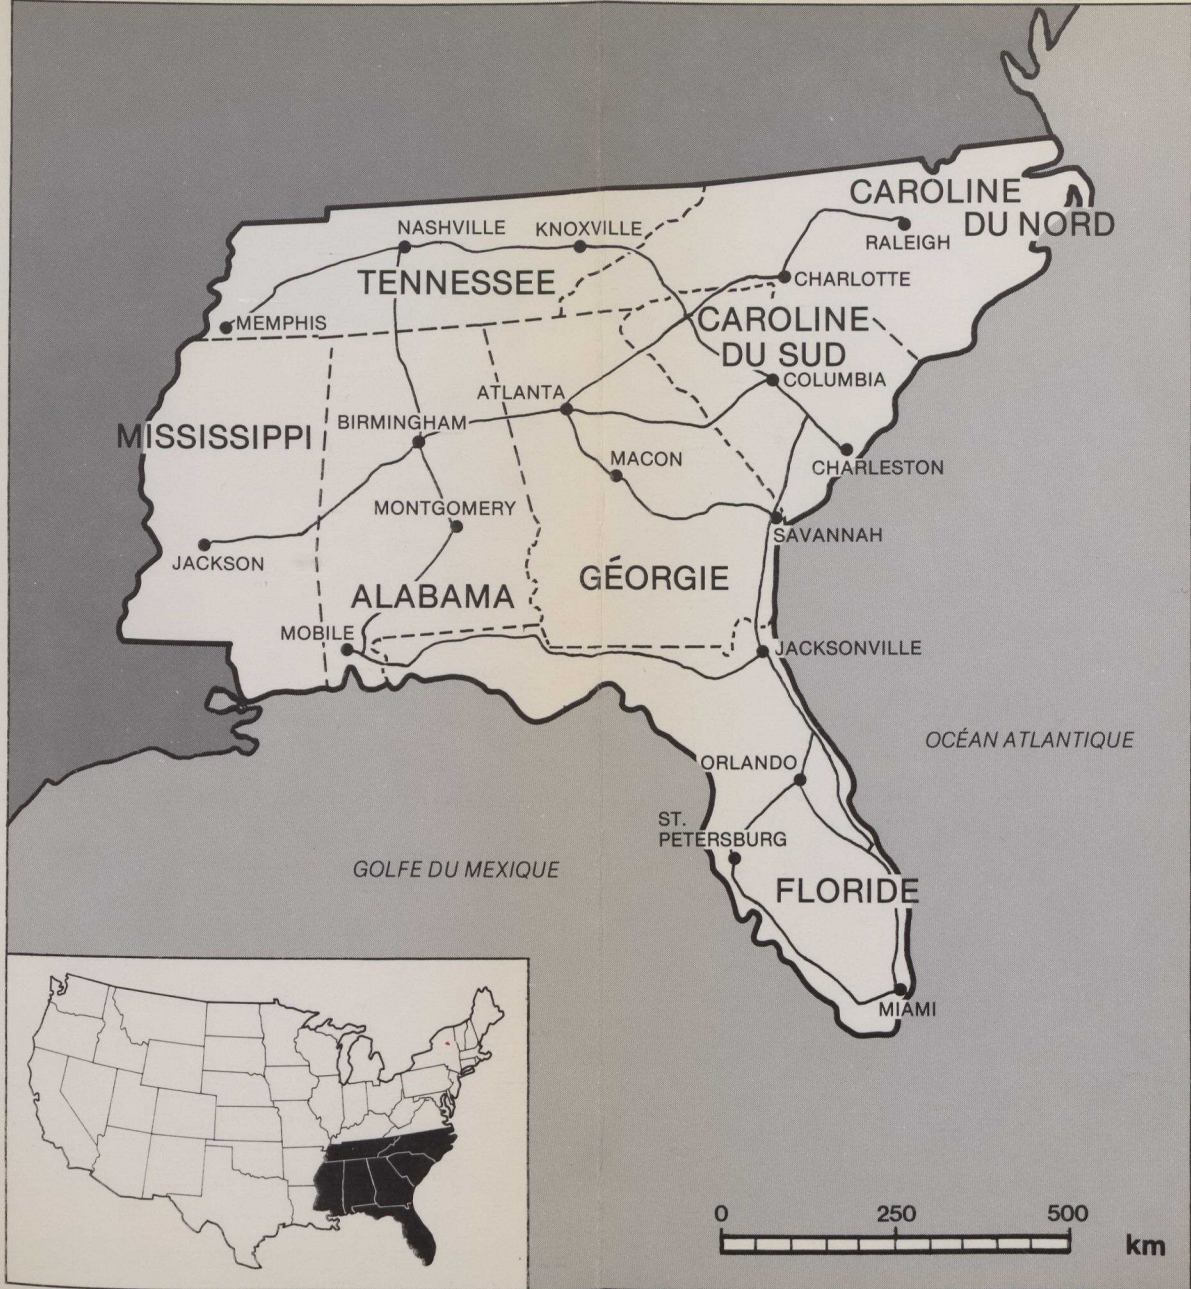 CAROLINE
DU NORD
NASHVILLE
KNOXVILLE
RALEIGH
TENNESSEE
CHARLOTTE
MEMPHIS
CAROLINE
DU SUD
COLUMBIA
ATLANTA
BIRMINGHAM
MISSISSIPPI
MACON
CHARLESTON
MONTGOMERY
SAVANNAH
JACKSON
GÉORGIE
ALABAMA
MOBILE
JACKSONVILLE
OCÉAN ATLANTIQUE
ORLANDO
ST.
PETERSBURG
GOLFE DU MEXIQUE
FLORIDE
MIAMI
0 250 500
km